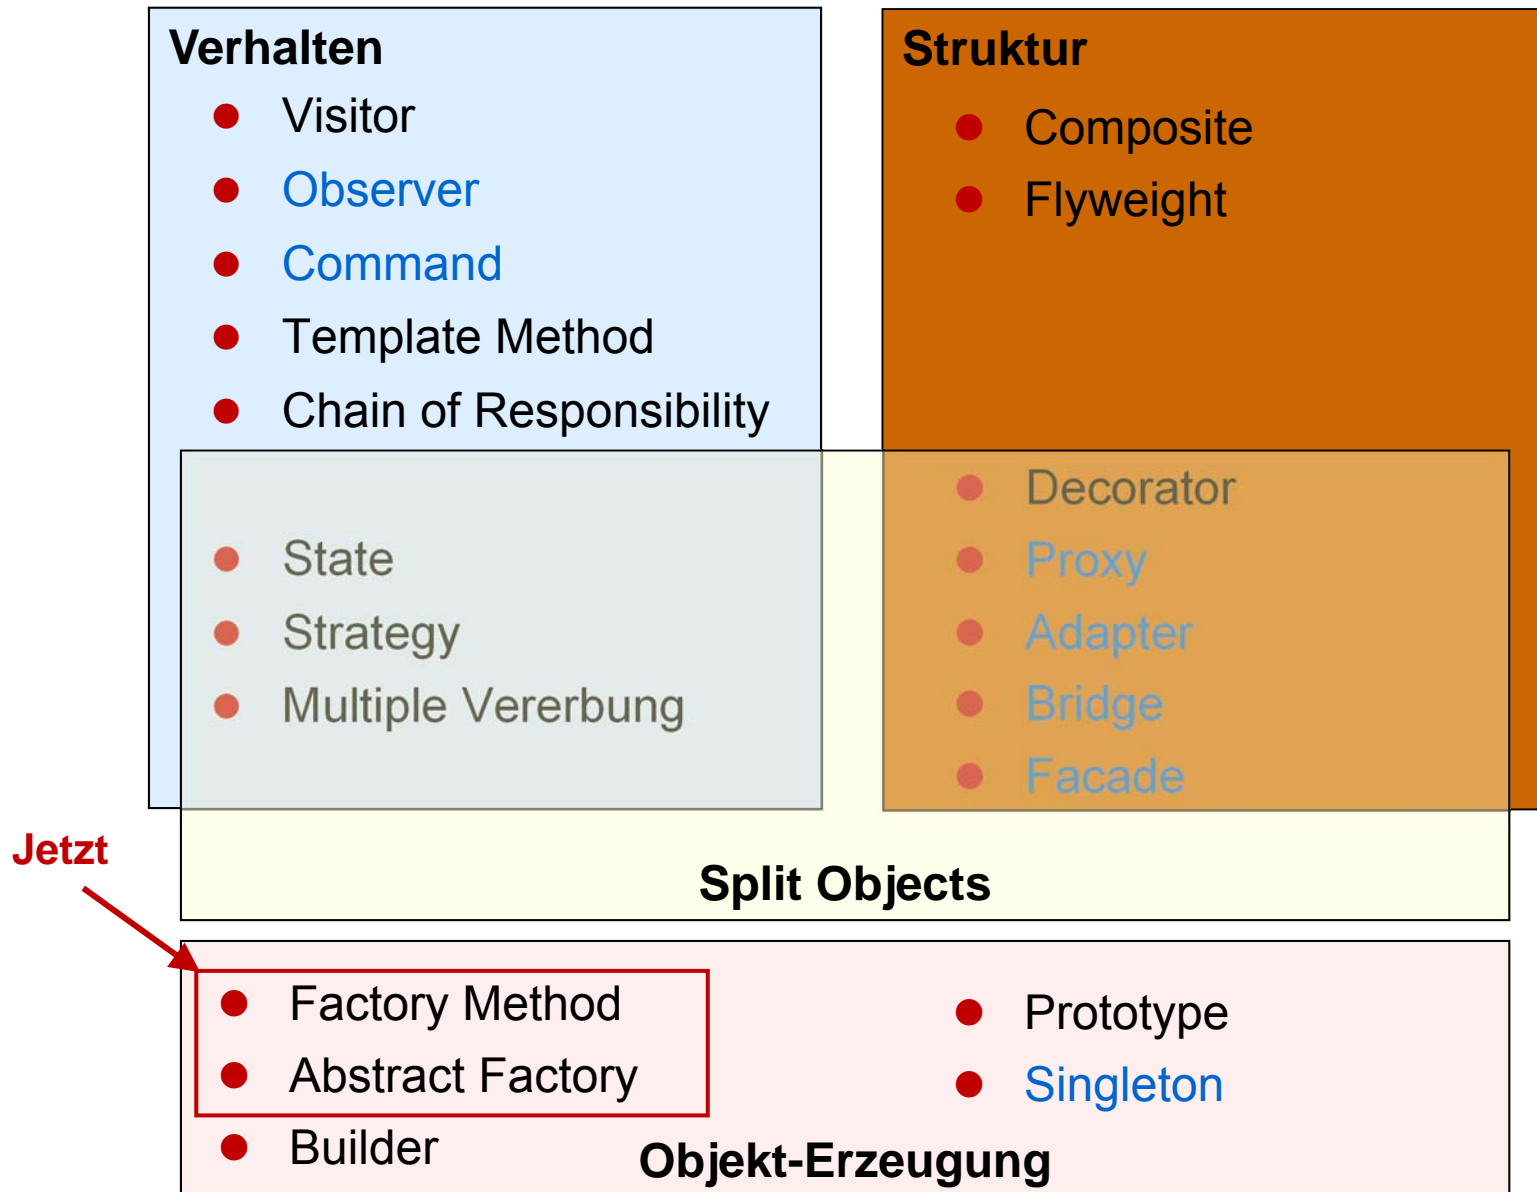 Verhalten
Visitor
Observer
Command
Template Method
Chain of Responsibility
State
Strategy
Multiple Vererbung
Struktur
Composite
Flyweight
Decorator
Proxy
Adapter
Bridge
Facade
Split Objects
Jetzt
Factory Method
Abstract Factory
Builder
Prototype
Singleton
Objekt-Erzeugung